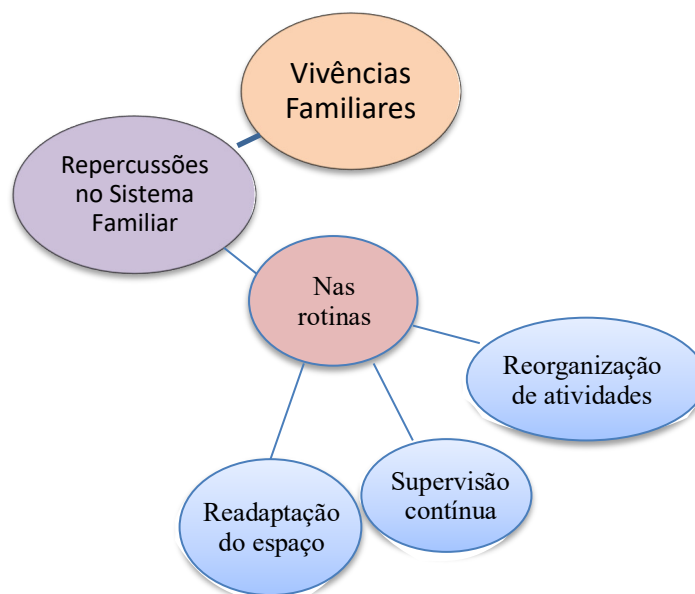 Vivências
Familiares
Repercussões
no Sistema
Familiar
Nas
rotinas
Reorganização
de atividades
Supervisão
contínua
Readaptação
do espaço